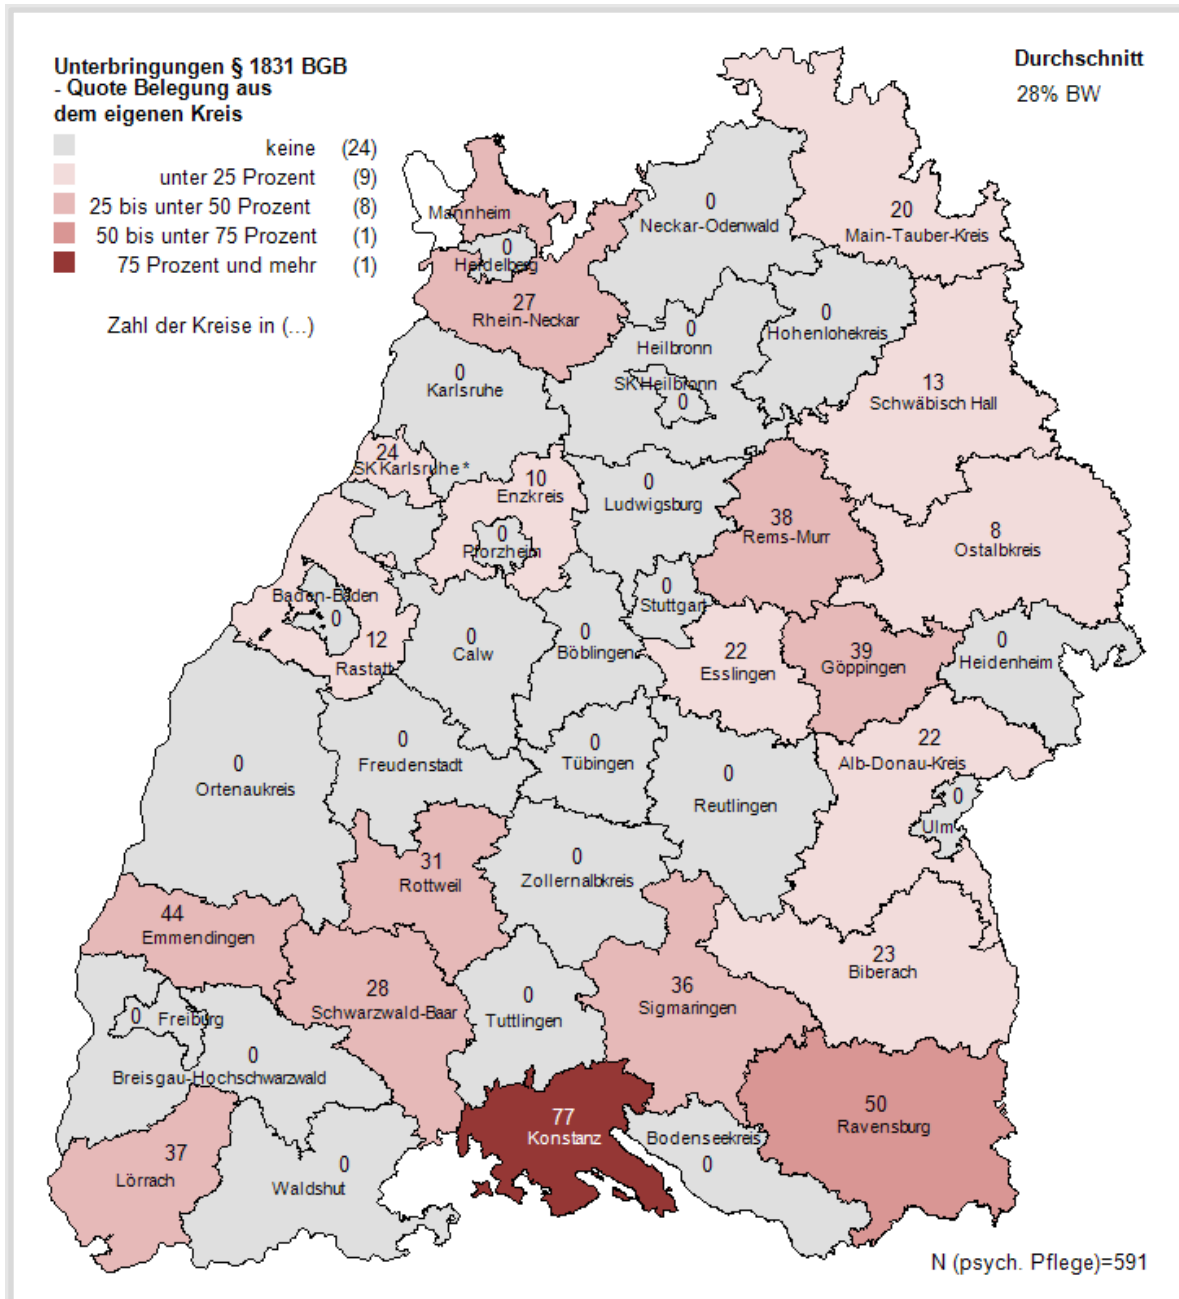 Unterbringungen § 1831 BGB
- Quote Belegung aus
dem eigenen Kreis
keine (24)
unter 25 Prozent (9)
25 bis unter 50 Prozent (8)
50 bis unter 75 Prozent (1)
75 Prozent und mehr (1)
Zahl der Kreise in (...)
Durchschnitt
28% BW
Mannheim
0
Heidelberg
27
Rhein-Neckar
0
Neckar-Odenwald
20
Main-Tauber-Kreis
0
Heilbronn
0
Hohenlohekreis
SK Heilbronn
0
0
Karlsruhe
13
Schwäbisch Hall
24
SK Karlsruhe *
10
Enzkreis
0
Pforzheim
0
Ludwigsburg
38
Rems-Murr
8
Ostalbkreis
Baden-Baden
0
12
Rastatt
0
Calw
0
Böblingen
0
Stuttgart
22
Esslingen
39
Göppingen
0
Heidenheim
0
Ortenaukreis
0
Freudenstadt
0
Tübingen
0
Reutlingen
22
Alb-Donau-Kreis
0
Ulm
31
Rottweil
0
Zollernalbkreis
44
Emmendingen
28
Schwarzwald-Baar
0
Tuttlingen
36
Sigmaringen
23
Biberach
0 Freiburg
0
Breisgau-Hochschwarzwald
37
Lörrach
0
Waldshut
77
Konstanz
Bodenseekreis
0
50
Ravensburg
N (psych. Pflege)=591